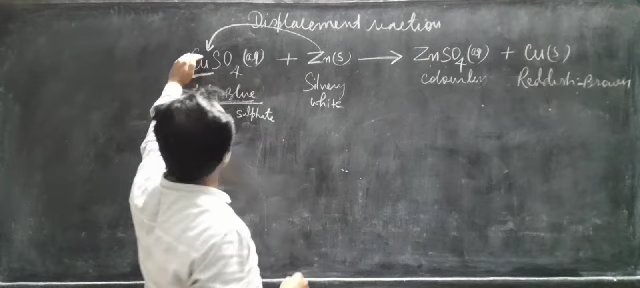 Displacement reaction
CuSO4(aq) + Zn(s) → ZnSO4(aq) + Cu(s)
Blue Silvery white colourless Reddish-Brown
sulphate